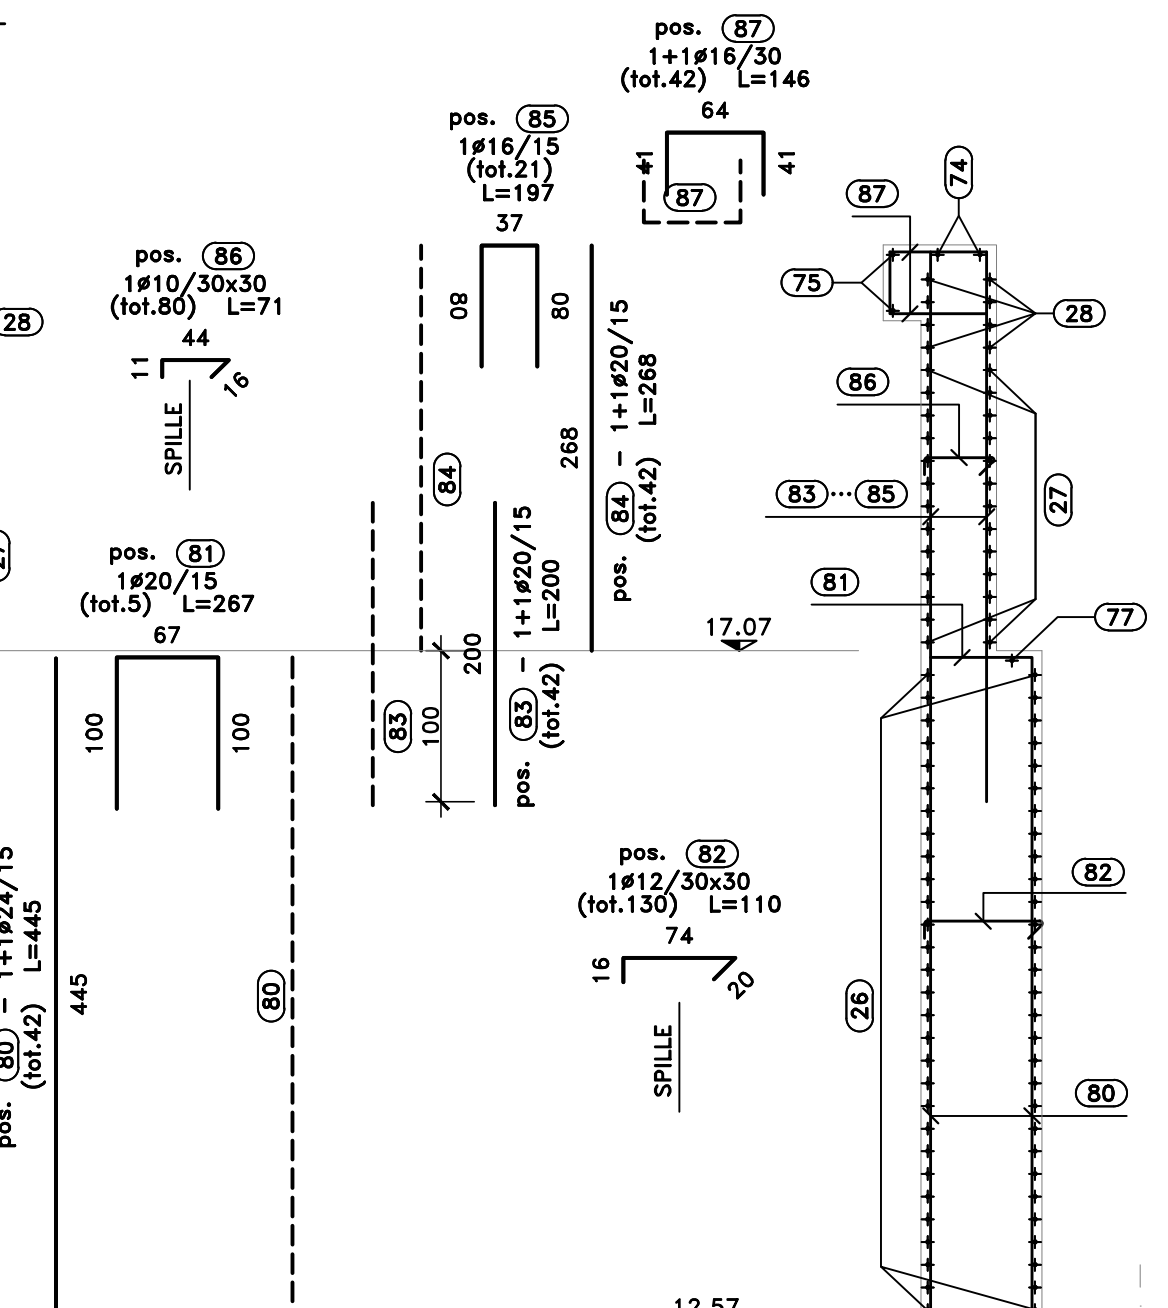 pos. 87
1+1ø16/30
(tot.42) L=146
64
41
41
87
pos. 85
1ø16/15
(tot.21)
L=197
37
80
80
pos. 86
1ø10/30x30
(tot.80) L=71
44
11
16
SPILLE
28
84
268
pos. 84 – 1+1ø20/15
(tot.42) L=268
pos. 81
1ø20/15
(tot.5) L=267
67
100
100
200
pos. 83 – 1+1ø20/15
(tot.42) L=200
83
100
17.07
pos. 82
1ø12/30x30
(tot.130) L=110
74
16
20
SPILLE
pos. 80 – 1+1ø24/15
(tot.42) L=445
445
80
12.57
87
74
75
28
86
83...85
27
81
77
82
26
80